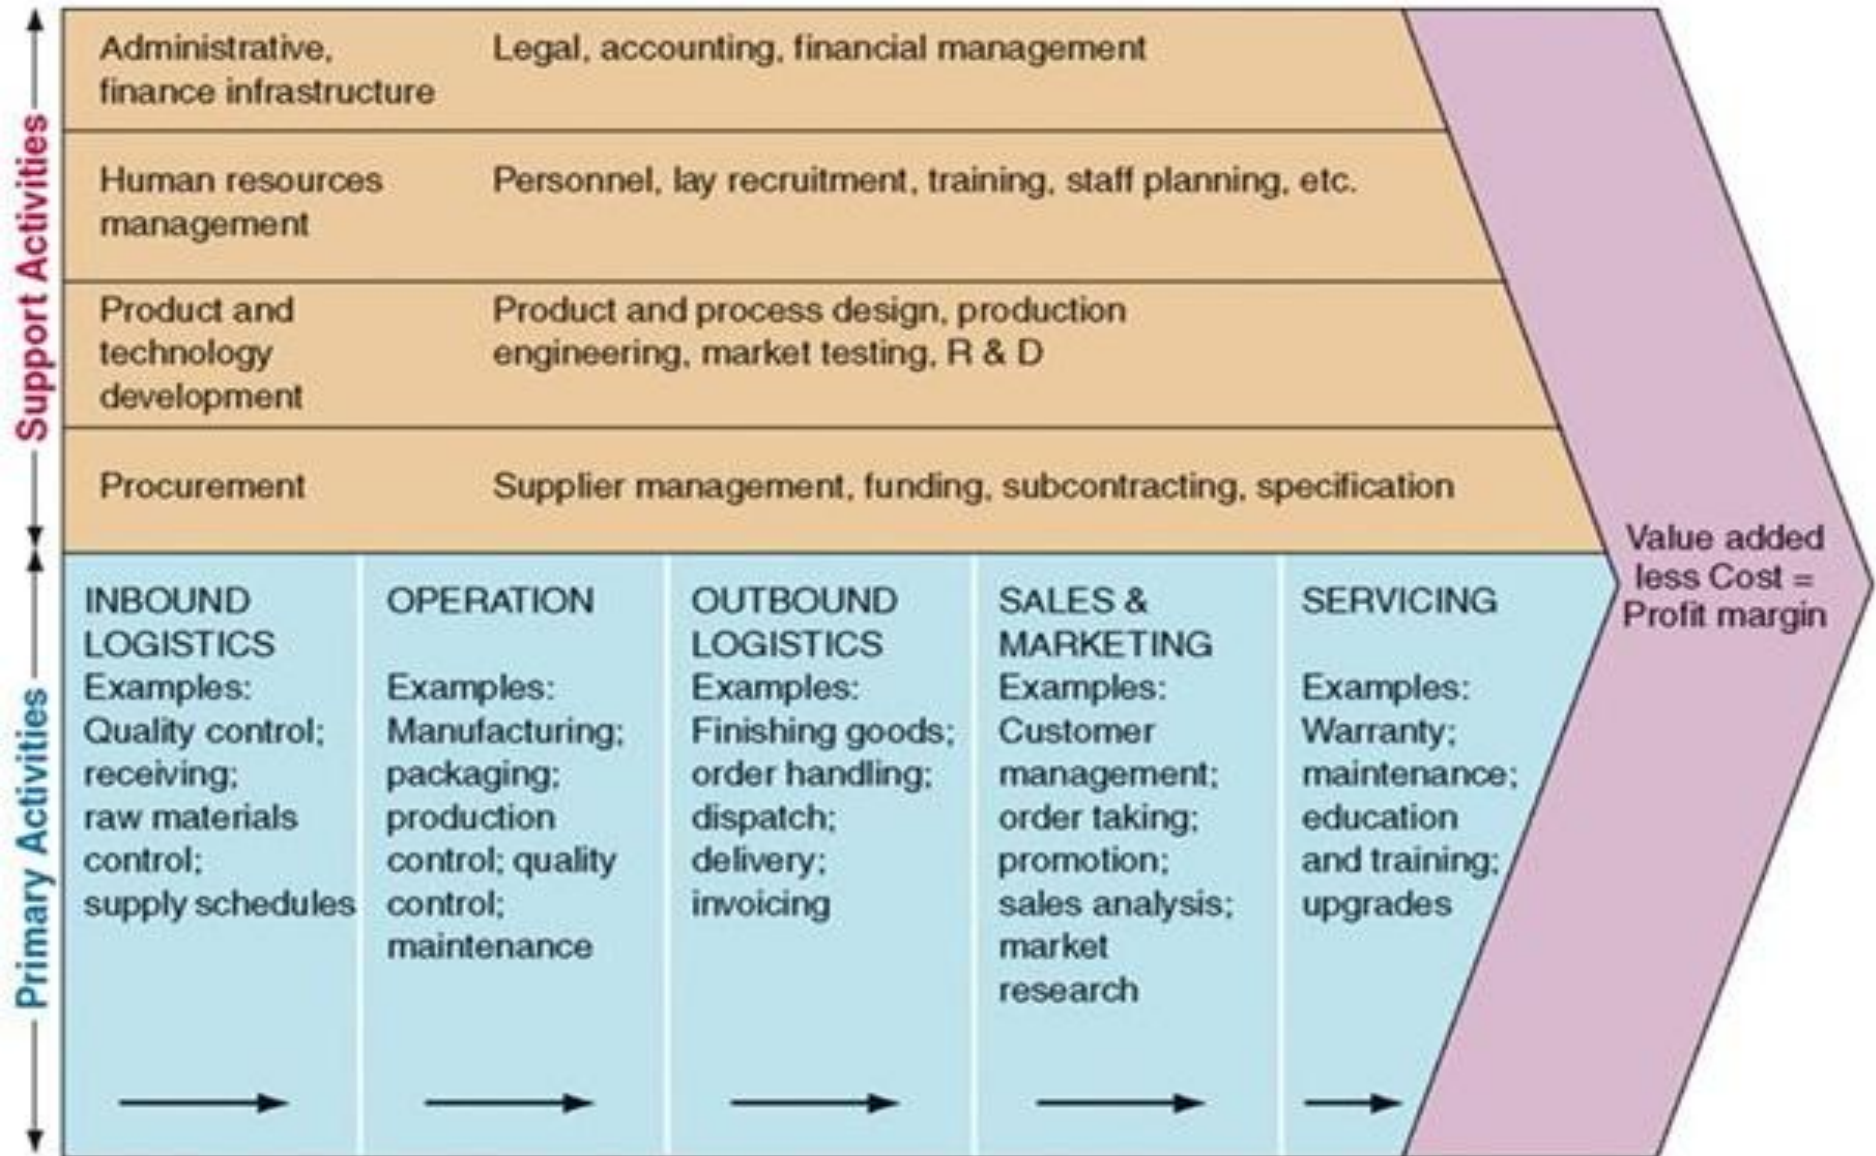 Support Activities
Administrative,
finance infrastructure
Legal, accounting, financial management
Human resources
management
Personnel, lay recruitment, training, staff planning, etc.
Product and
technology
development
Product and process design, production
engineering, market testing, R & D
Procurement
Supplier management, funding, subcontracting, specification
Primary Activities
INBOUND
LOGISTICS
Examples:
Quality control;
receiving;
raw materials
control;
supply schedules
OPERATION
Examples:
Manufacturing;
packaging;
production
control; quality
control;
maintenance
OUTBOUND
LOGISTICS
Examples:
Finishing goods;
order handling;
dispatch;
delivery;
invoicing
SALES &
MARKETING
Examples:
Customer
management;
order taking;
promotion;
sales analysis;
market
research
SERVICING
Examples:
Warranty;
maintenance;
education
and training;
upgrades
Value added
less Cost =
Profit margin